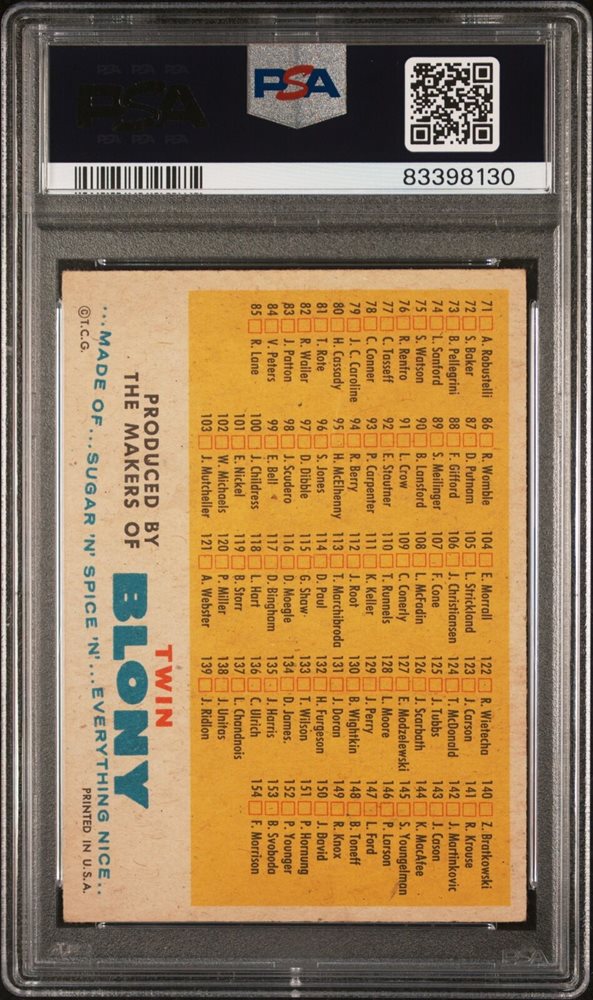 PSA
PSA
83398130
71 A. Robustelli
72 S. Baker
73 B. Pellegrini
74 L. Sanford
75 S. Watson
76 R. Renfro
77 C. Tasseff
78 C. Conner
79 J. C. Caroline
80 H. Cassady
81 T. Rote
82 R. Waller
83 J. Patton
84 V. Peters
85 R. Lane
86 R. Womble
87 D. Putnam
88 F. Gifford
89 S. Meilinger
90 B. Lansford
91 L. Crow
92 E. Stautner
93 P. Carpenter
94 R. Berry
95 H. McElhenny
96 S. Jones
97 D. Dibble
98 J. Scudero
99 E. Bell
100 J. Childress
101 E. Nickel
102 W. Michaels
103 J. Mutcheller
104 E. Morrall
105 L. Strickland
106 J. Christiansen
107 F. Cone
108 L. McFadin
109 C. Conerly
110 T. Runnels
111 K. Keller
112 J. Root
113 T. Marchibroda
114 D. Paul
115 G. Shaw
116 D. Moegle
117 D. Bingham
118 L. Hart
119 B. Starr
120 P. Miller
121 A. Webster
122 R. Wietecha
123 J. Carson
124 T. McDonald
125 J. Tubbs
126 J. Scarbath
127 E. Modzelewski
128 L. Moore
129 J. Perry
130 B. Wightkin
131 J. Doran
132 H. Furgeson
133 T. Wilson
134 D. James
135 J. Harris
136 C. Ulrich
137 L. Chandnois
138 J. Unitas
139 J. Ridlon
140 Z. Bratkowski
141 R. Krouse
142 J. Martinkovic
143 J. Cason
144 K. MacAfee
145 S. Youngelman
146 P. Larson
147 L. Ford
148 B. Toneff
149 R. Knox
150 J. David
151 P. Hornung
152 P. Younger
153 B. Svoboda
154 F. Morrison
PRODUCED BY
THE MAKERS OF
TWIN
BLONY
...MADE OF... SUGAR 'N' SPICE 'N'... EVERYTHING NICE..
©T.C.G.
PRINTED IN U.S.A.